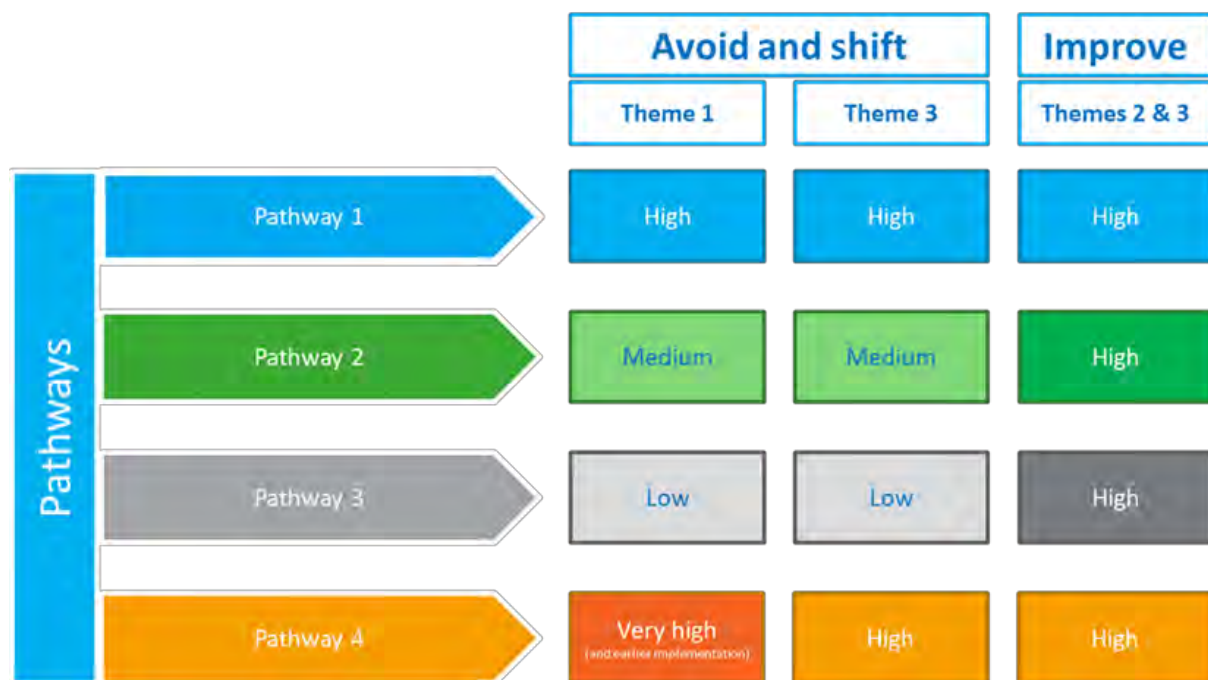 Avoid and shift
Improve
Theme 1
Theme 3
Themes 2 & 3
Pathways
Pathway 1
High
High
High
Pathway 2
Medium
Medium
High
Pathway 3
Low
Low
High
Pathway 4
Very high
(and earlier implementation)
High
High